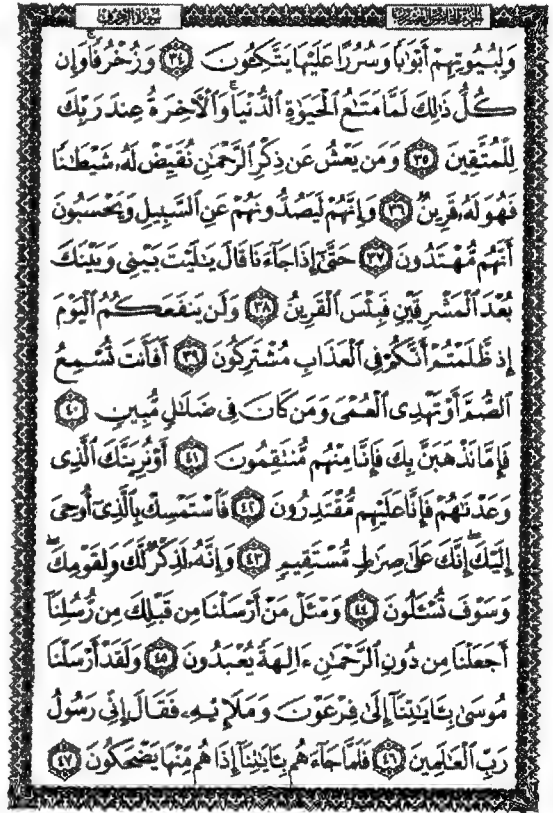 الجزء الخامس والعشرون سورة الزخرف
وَلِبُيُوتِهِمْ أَبْوَٰبًا وَسُرُرًا عَلَيْهَا يَتَّكِـُٔونَ ﴿٣٤﴾ وَزُخْرُفًا ۚ وَإِن
كُلُّ ذَٰلِكَ لَمَّا مَتَـٰعُ ٱلْحَيَوٰةِ ٱلدُّنْيَا ۚ وَٱلْـَٔاخِرَةُ عِندَ رَبِّكَ
لِلْمُتَّقِينَ ﴿٣٥﴾ وَمَن يَعْشُ عَن ذِكْرِ ٱلرَّحْمَـٰنِ نُقَيِّضْ لَهُۥ شَيْطَـٰنًا
فَهُوَ لَهُۥ قَرِينٌ ﴿٣٦﴾ وَإِنَّهُمْ لَيَصُدُّونَهُمْ عَنِ ٱلسَّبِيلِ وَيَحْسَبُونَ
أَنَّهُم مُّهْتَدُونَ ﴿٣٧﴾ حَتَّىٰٓ إِذَا جَآءَنَا قَالَ يَـٰلَيْتَ بَيْنِى وَبَيْنَكَ
بُعْدَ ٱلْمَشْرِقَيْنِ فَبِئْسَ ٱلْقَرِينُ ﴿٣٨﴾ وَلَن يَنفَعَكُمُ ٱلْيَوْمَ
إِذ ظَّلَمْتُمْ أَنَّكُمْ فِى ٱلْعَذَابِ مُشْتَرِكُونَ ﴿٣٩﴾ أَفَأَنتَ تُسْمِعُ
ٱلصُّمَّ أَوْ تَهْدِى ٱلْعُمْىَ وَمَن كَانَ فِى ضَلَـٰلٍ مُّبِينٍ ﴿٤٠﴾
فَإِمَّا نَذْهَبَنَّ بِكَ فَإِنَّا مِنْهُم مُّنتَقِمُونَ ﴿٤١﴾ أَوْ نُرِيَنَّكَ ٱلَّذِى
وَعَدْنَـٰهُمْ فَإِنَّا عَلَيْهِم مُّقْتَدِرُونَ ﴿٤٢﴾ فَٱسْتَمْسِكْ بِٱلَّذِىٓ أُوحِىَ
إِلَيْكَ ۖ إِنَّكَ عَلَىٰ صِرَٰطٍ مُّسْتَقِيمٍ ﴿٤٣﴾ وَإِنَّهُۥ لَذِكْرٌ لَّكَ وَلِقَوْمِكَ ۖ
وَسَوْفَ تُسْـَٔلُونَ ﴿٤٤﴾ وَسْـَٔلْ مَنْ أَرْسَلْنَا مِن قَبْلِكَ مِن رُّسُلِنَآ
أَجَعَلْنَا مِن دُونِ ٱلرَّحْمَـٰنِ ءَالِهَةً يُعْبَدُونَ ﴿٤٥﴾ وَلَقَدْ أَرْسَلْنَا
مُوسَىٰ بِـَٔايَـٰتِنَآ إِلَىٰ فِرْعَوْنَ وَمَلَإِي۟هِۦ فَقَالَ إِنِّى رَسُولُ
رَبِّ ٱلْعَـٰلَمِينَ ﴿٤٦﴾ فَلَمَّا جَآءَهُم بِـَٔايَـٰتِنَآ إِذَا هُم مِّنْهَا يَضْحَكُونَ ﴿٤٧﴾